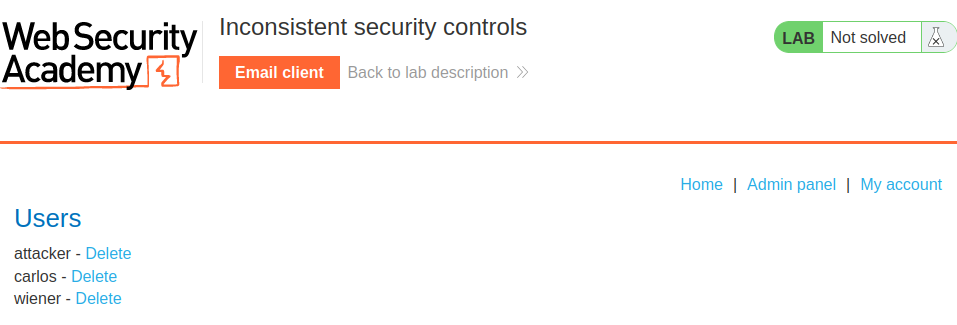 Web Security
Academy
Inconsistent security controls
Email client Back to lab description
LAB Not solved
Home | Admin panel | My account
Users
attacker - Delete
carlos - Delete
wiener - Delete